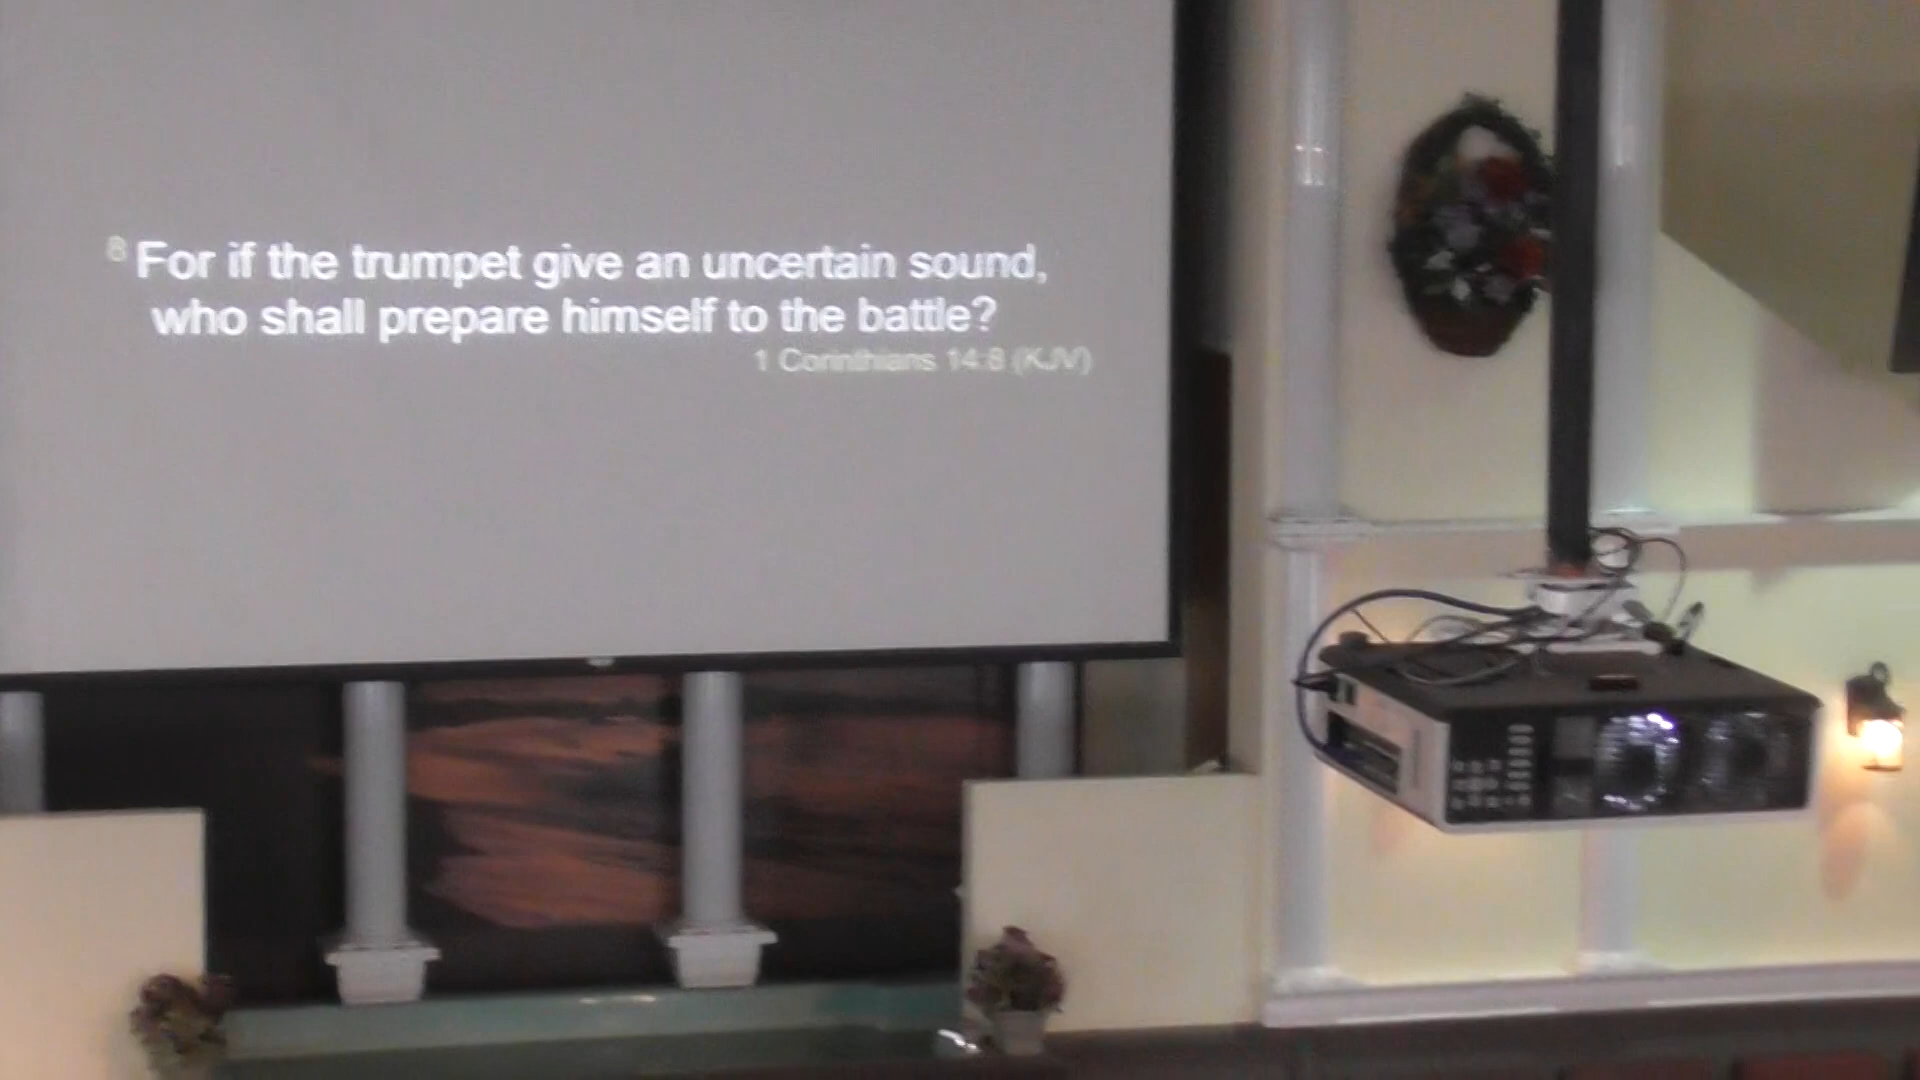 8 For if the trumpet give an uncertain sound,
who shall prepare himself to the battle?
1 Corinthians 14:8 (KJV)